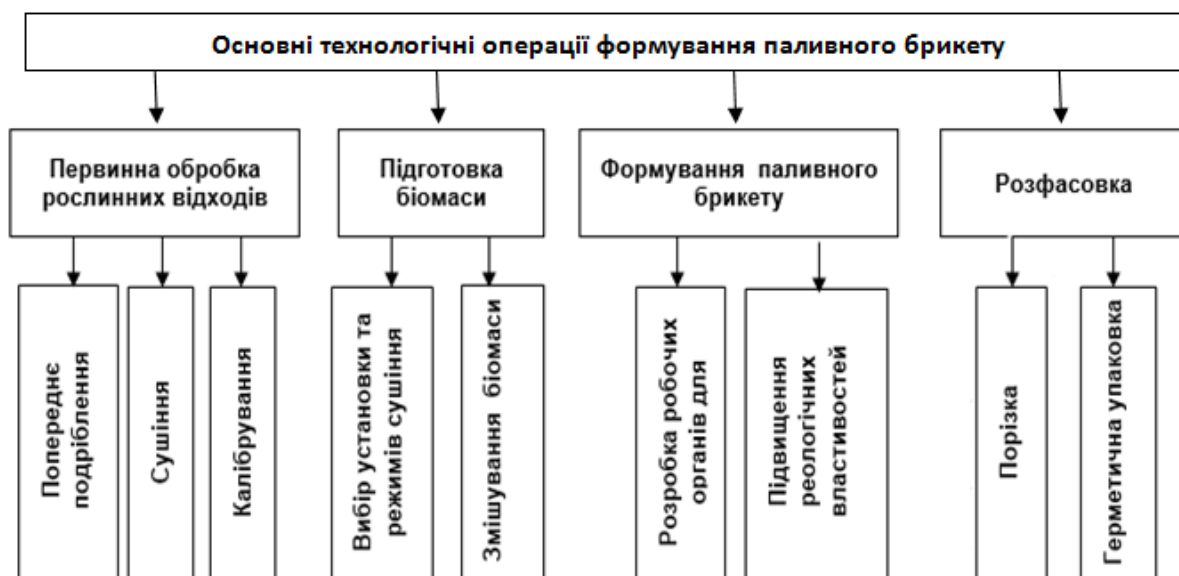 Основні технологічні операції формування паливного брикету
Первинна обробка
рослинних відходів
Підготовка
біомаси
Формування паливного
брикету
Розфасовка
Попереднє
подріблення
Сушіння
Калібрування
Вибір установки та
режимів сушіння
Змішування біомаси
Розробка робочих
органів для
Підвищення
реологічних
властивостей
Порізка
Герметична упаковка